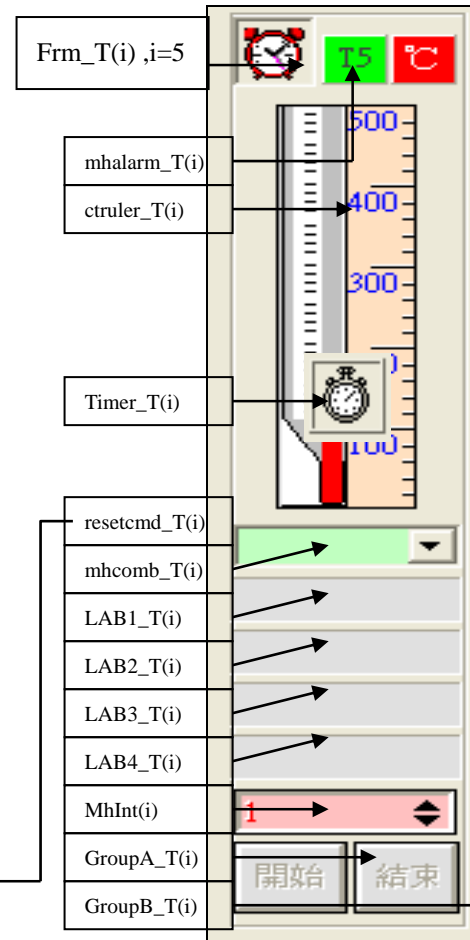 Frm_T(i) ,i=5
T5
℃
mhalarm_T(i)
500
ctruler_T(i)
400
300
Timer_T(i)
100
resetcmd_T(i)
mhcomb_T(i)
LAB1_T(i)
LAB2_T(i)
LAB3_T(i)
LAB4_T(i)
MhInt(i)
1
GroupA_T(i)
開始
結束
GroupB_T(i)